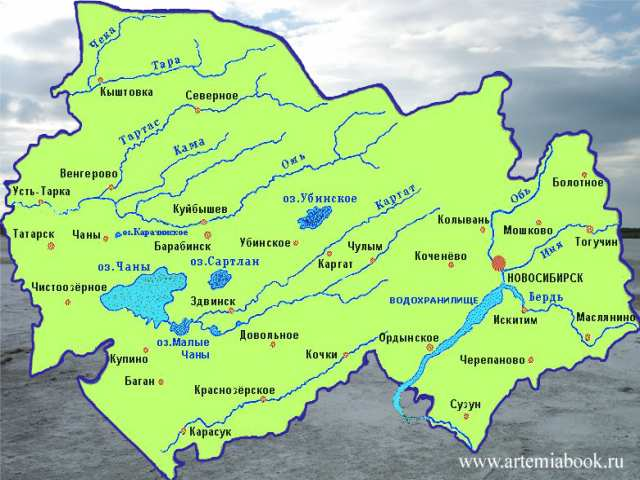 Чека
Тара
Кыштовка
Северное
Тартас
Кама
Омь
Венгерово
Усть-Тарка
оз.Убинское
Каргат
Болотное
Обь
Куйбышев
Колывань
Мошково
Тогучин
Татарск
Чаны
оз.Карачинское
Барабинск
Убинское
Чулым
Иня
оз.Чаны
оз.Сартлан
Каргат
Коченёво
НОВОСИБИРСК
Чистоозёрное
Здвинск
ВОДОХРАНИЛИЩЕ
Бердь
Искитим
Маслянино
оз.Малые
Чаны
Довольное
Ордынское
Купино
Кочки
Черепаново
Баган
Краснозёрское
Сузун
Карасук
www.artemiabook.ru